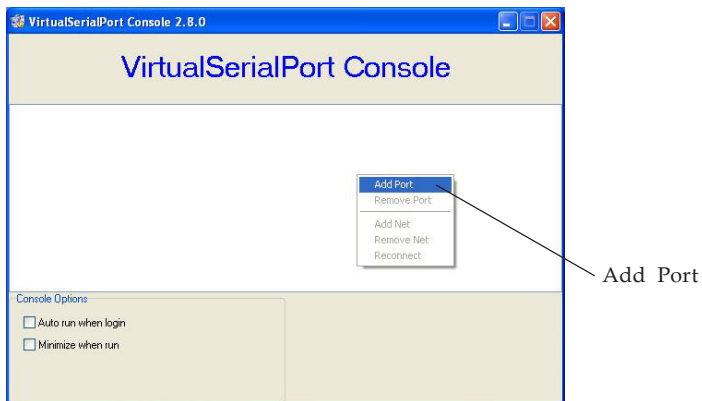 VirtualSerialPort Console 2.8.0
VirtualSerialPort Console
Add Port
Remove Port
Add Net
Remove Net
Reconnect
Add Port
Console Options
Auto run when login
Minimize when run